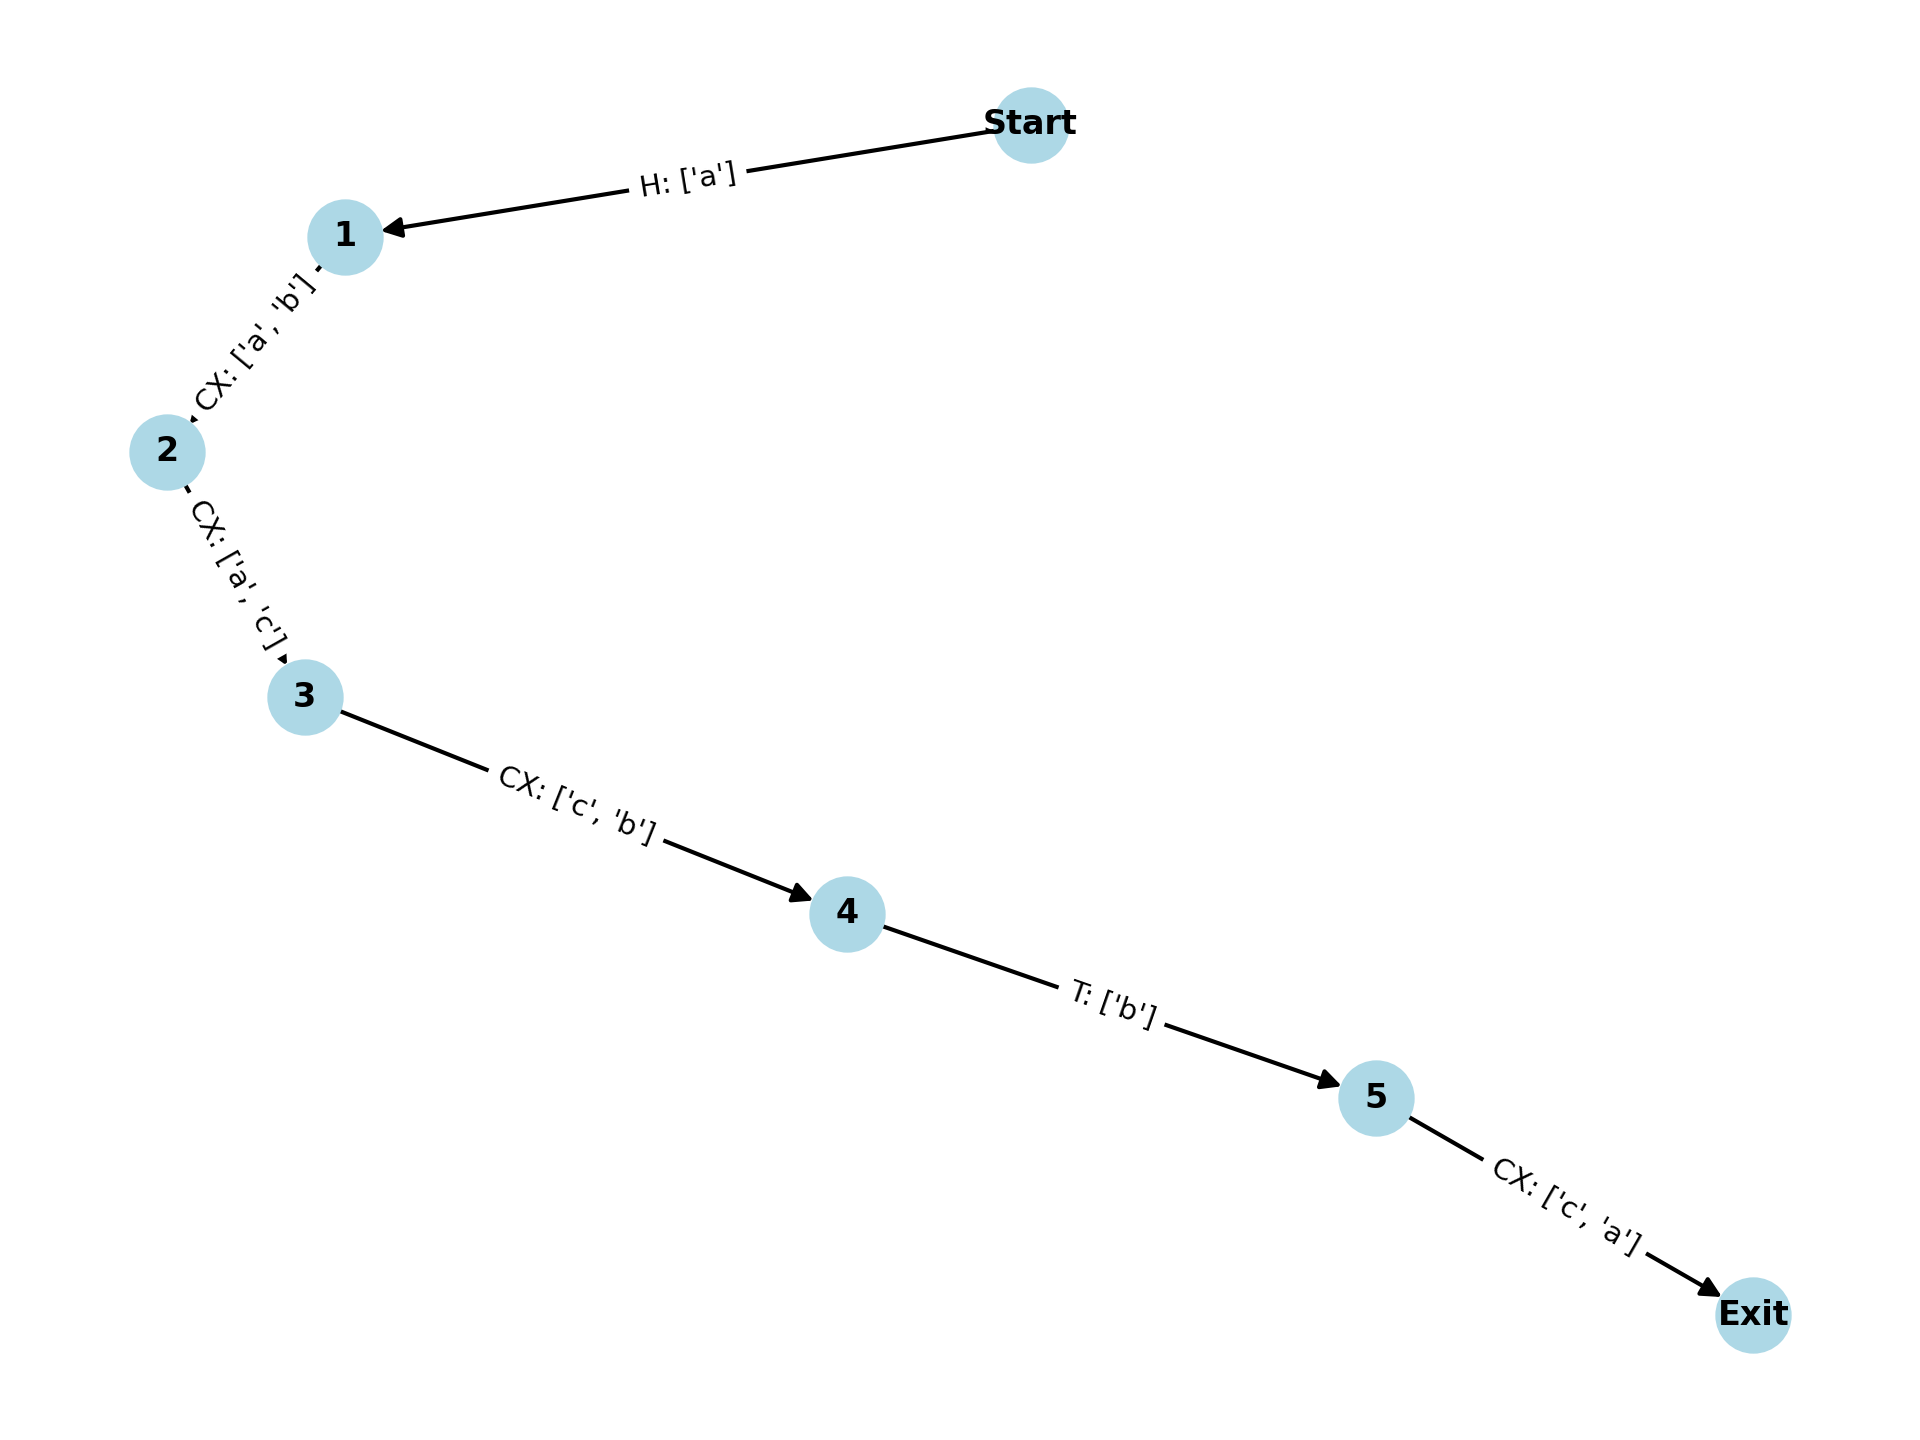 Start
H: ['a']
1
CX: ['a', 'b']
2
CX: ['a', 'c']
3
CX: ['c', 'b']
4
T: ['b']
5
CX: ['c', 'a']
Exit